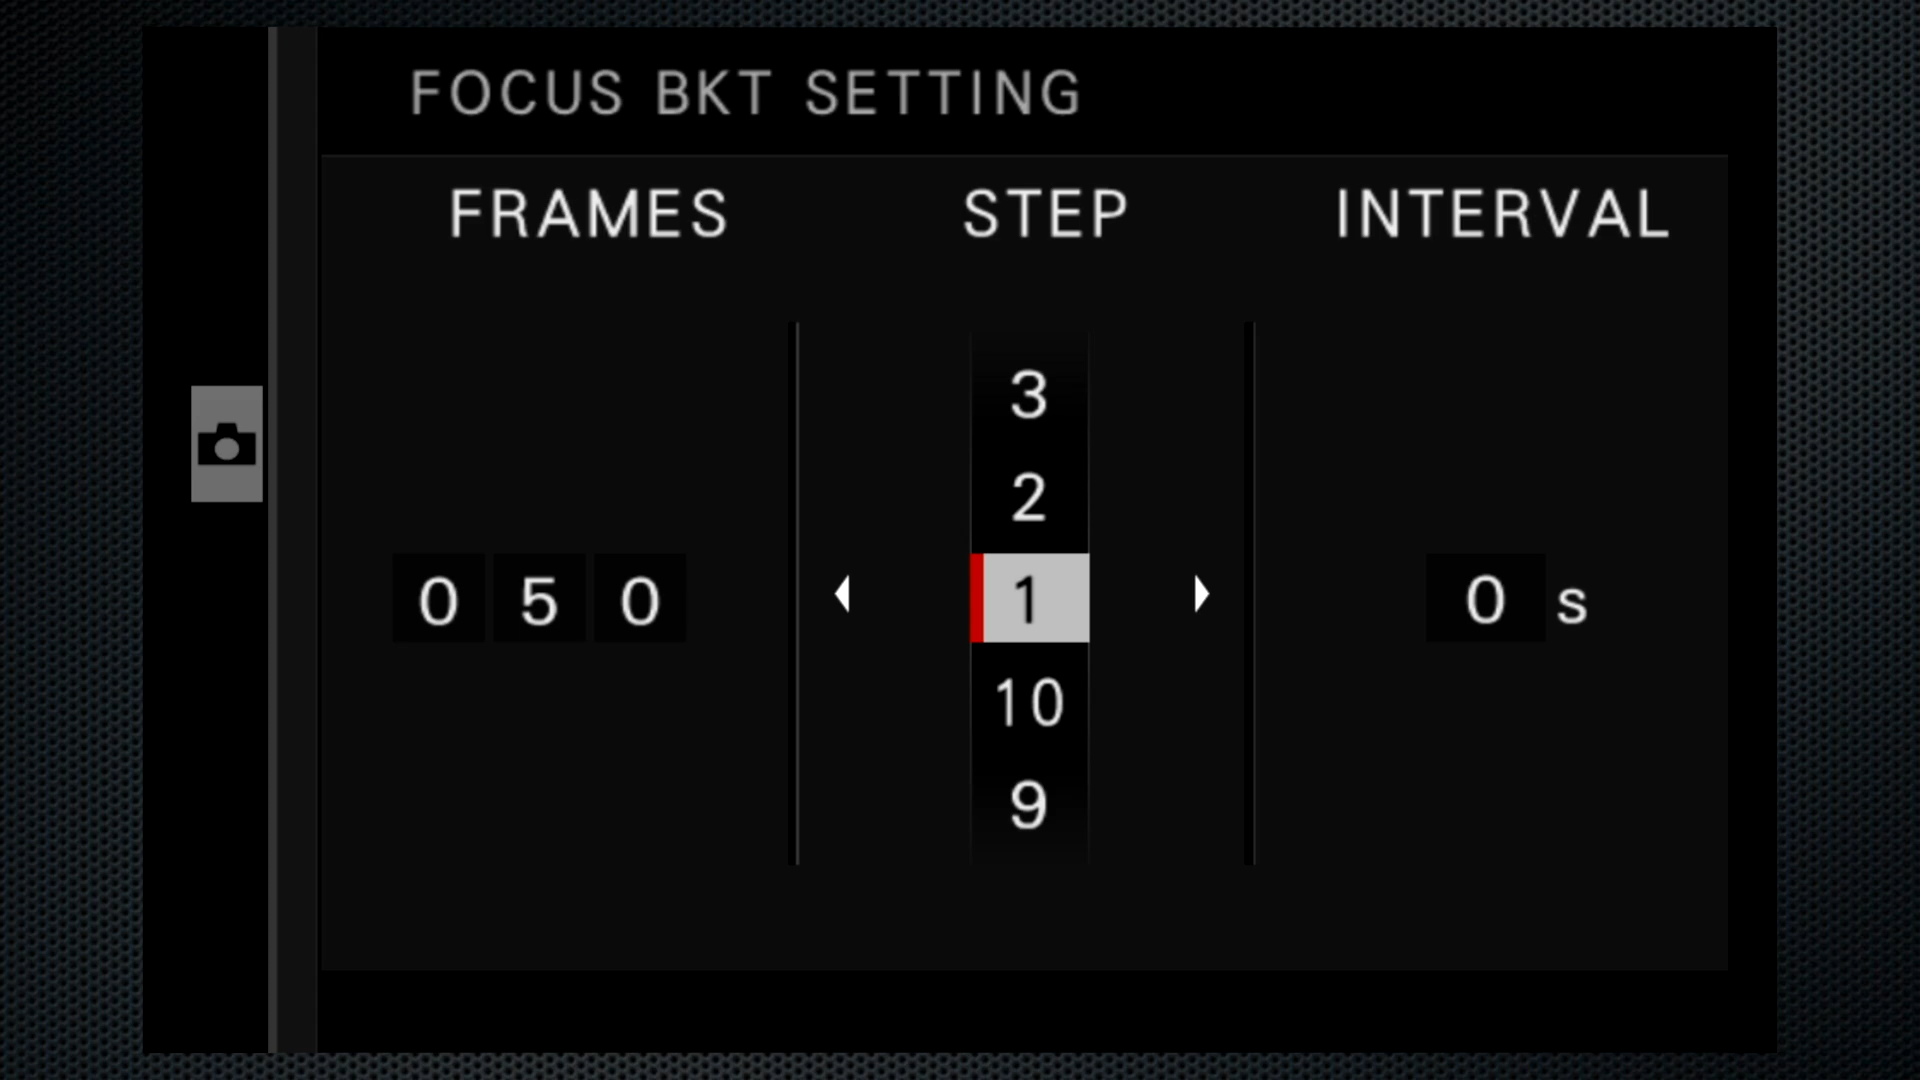 FOCUS BKT SETTING
FRAMES STEP INTERVAL
3
2
0 5 0 1 0 s
10
9